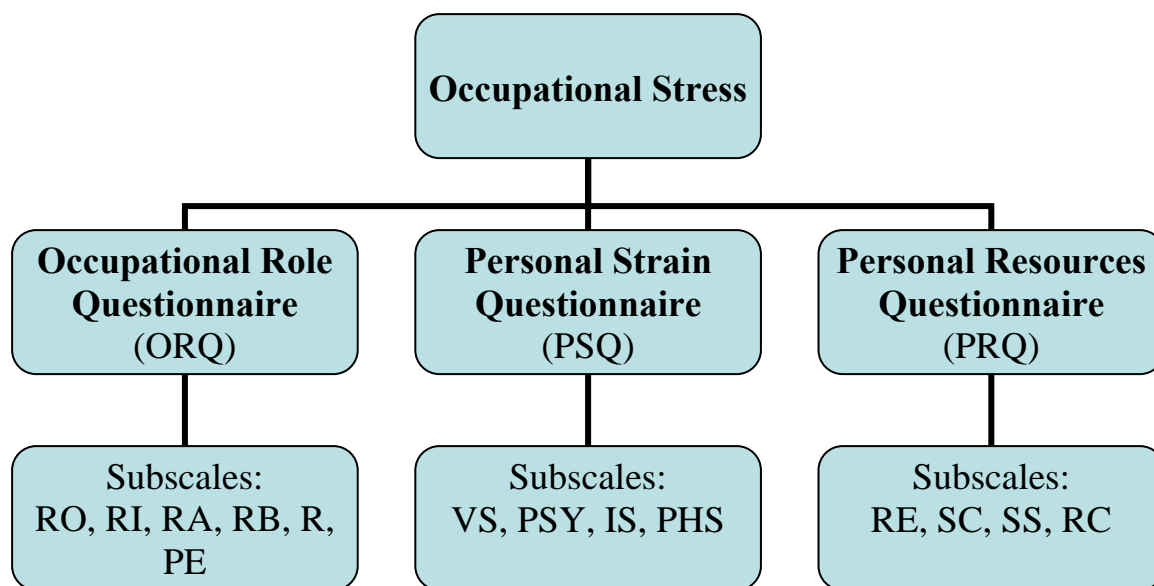 Occupational Stress
Occupational Role
Questionnaire
(ORQ)
Personal Strain
Questionnaire
(PSQ)
Personal Resources
Questionnaire
(PRQ)
Subscales:
RO, RI, RA, RB, R,
PE
Subscales:
VS, PSY, IS, PHS
Subscales:
RE, SC, SS, RC